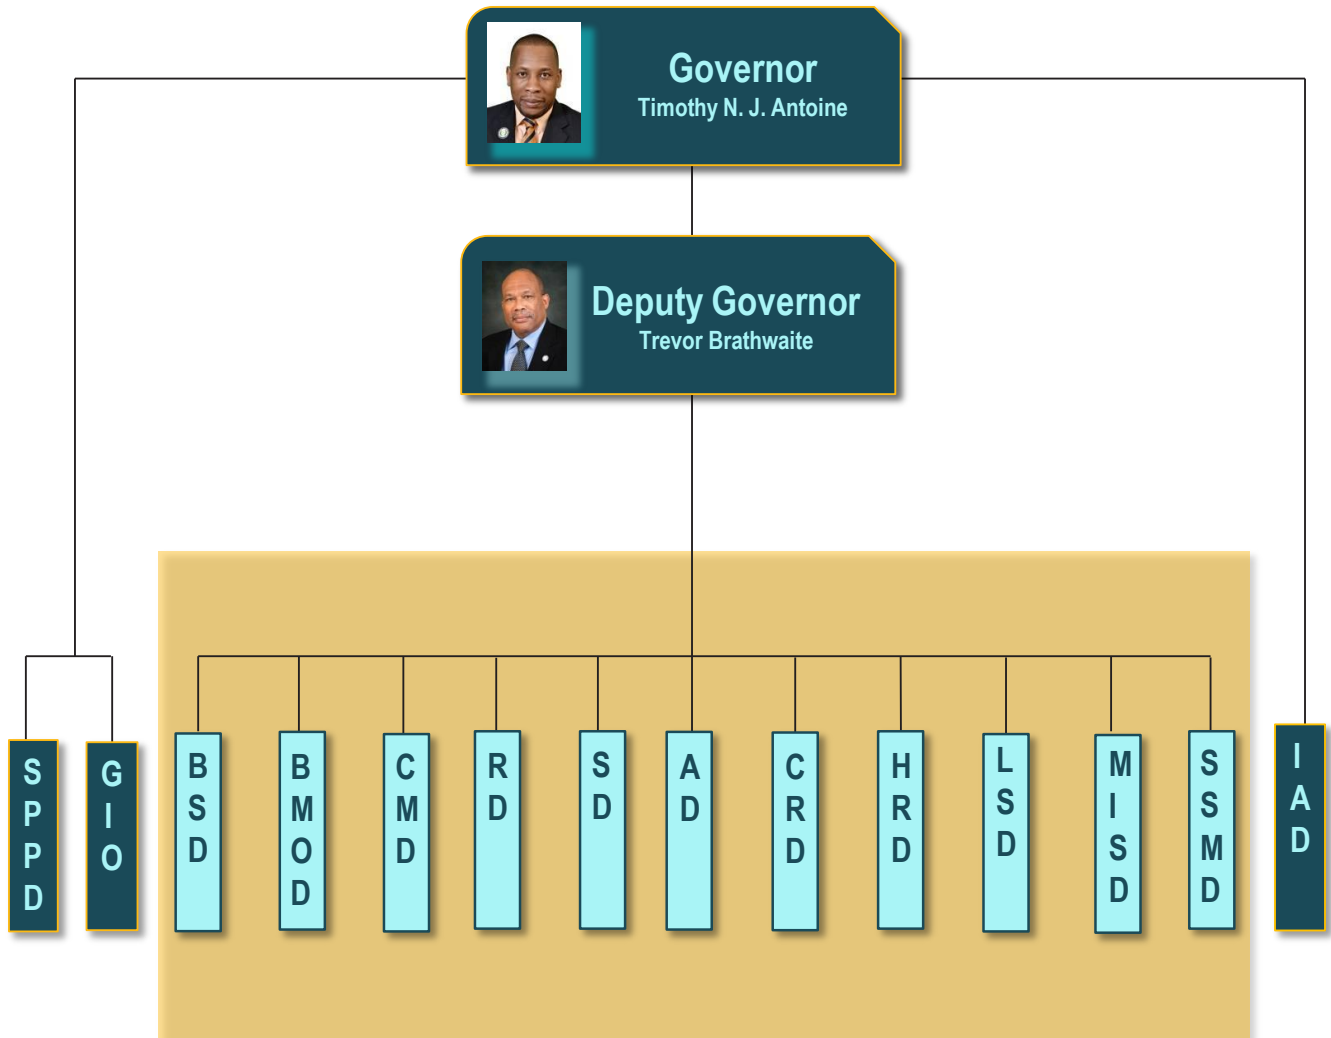 Governor
Timothy N. J. Antoine
Deputy Governor
Trevor Brathwaite
SPPD
GIO
BSD
BMOD
CMD
RD
SD
AD
CRD
HRD
LSD
MISD
SSMD
IAD